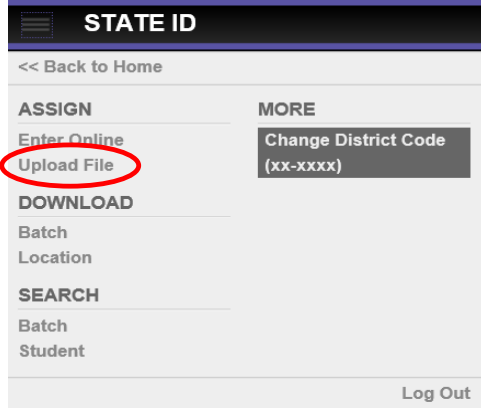 STATE ID
<< Back to Home
ASSIGN
Enter Online
Upload File
DOWNLOAD
Batch
Location
SEARCH
Batch
Student
MORE
Change District Code
(xx-xxxx)
Log Out